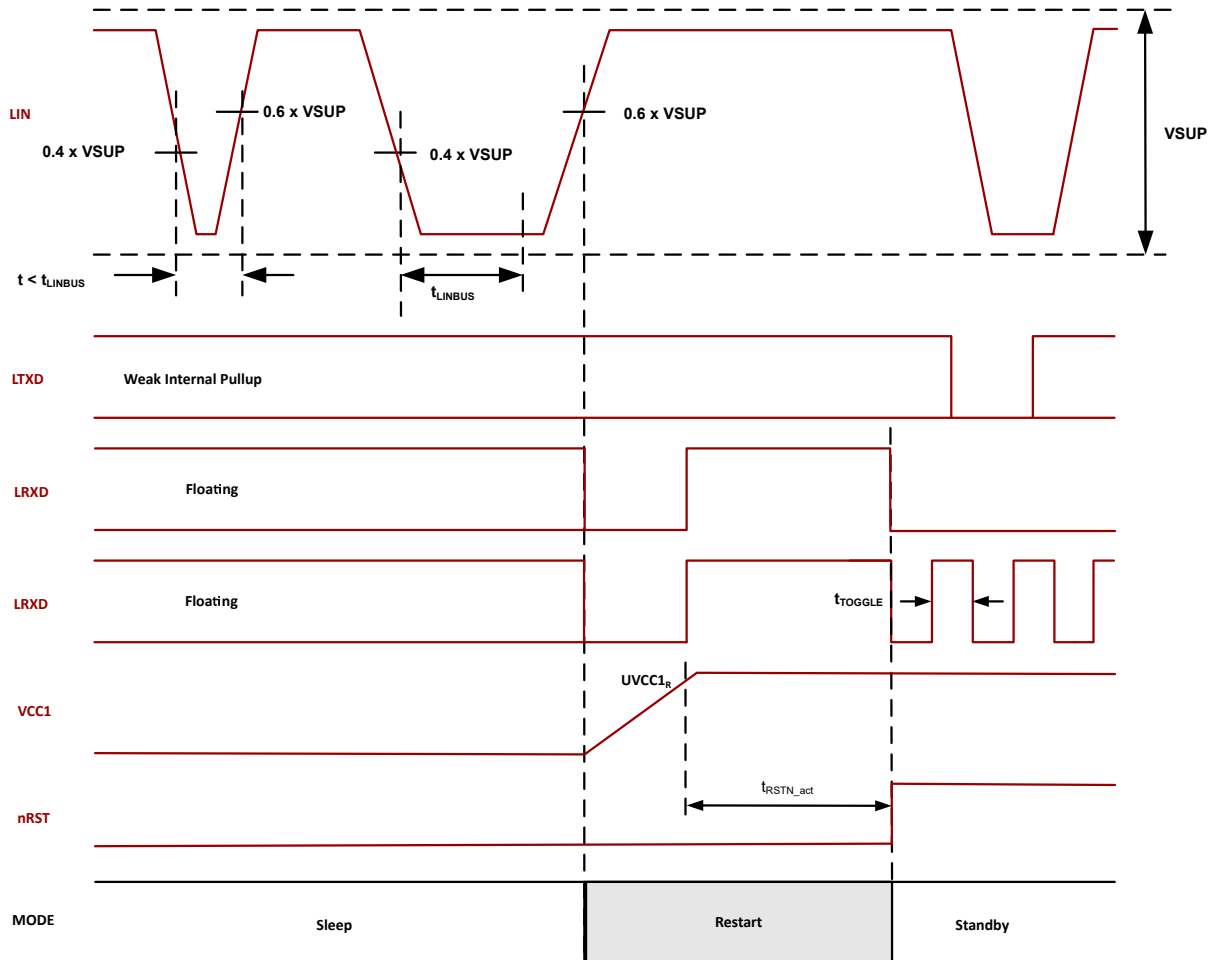 LIN
0.6 x VSUP
0.6 x VSUP
VSUP
0.4 x VSUP
0.4 x VSUP
t < tLINBUS
tLINBUS
LTXD
Weak Internal Pullup
LRXD
Floating
LRXD
Floating
tTOGGLE
UVCC1R
VCC1
tRSTN_act
nRST
MODE
Sleep
Restart
Standby